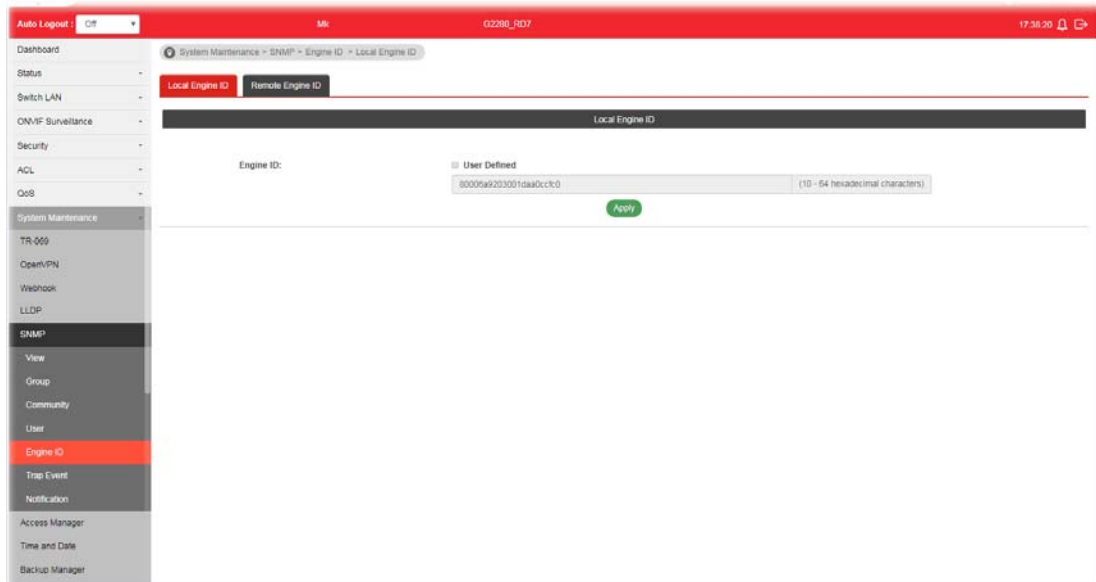 Auto Logout : Off Mk G2280_RD7 17:38:20
System Maintenance > SNMP > Engine ID > Local Engine ID
Dashboard
Status
Switch LAN
ONVIF Surveillance
Security
ACL
QoS
System Maintenance
TR-069
OpenVPN
Webhook
LLDP
SNMP
View
Group
Community
User
Engine ID
Trap Event
Notification
Access Manager
Time and Date
Backup Manager
Local Engine ID Remote Engine ID
Local Engine ID
Engine ID: User Defined
80006a9203001daa0ccfc0 (10 - 64 hexadecimal characters)
Apply